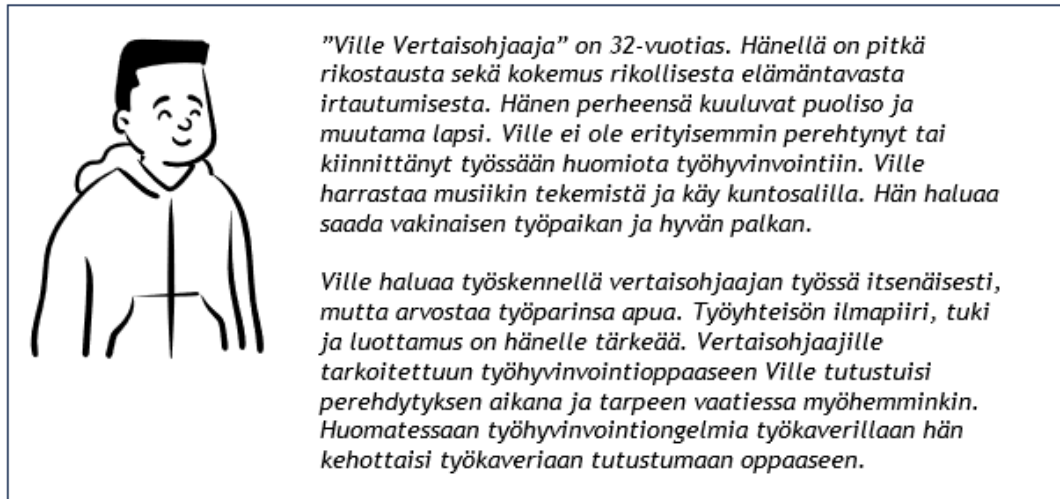 ”Ville Vertaisohjaaja” on 32-vuotias. Hänellä on pitkä
rikostausta sekä kokemus rikollisesta elämäntavasta
irtautumisesta. Hänen perheensä kuuluvat puoliso ja
muutama lapsi. Ville ei ole erityisemmin perehtynyt tai
kiinnittänyt työssään huomiota työhyvinvointiin. Ville
harrastaa musiikin tekemistä ja käy kuntosalilla. Hän haluaa
saada vakinaisen työpaikan ja hyvän palkan.
Ville haluaa työskennellä vertaisohjaajan työssä itsenäisesti,
mutta arvostaa työparinsa apua. Työyhteisön ilmapiiri, tuki
ja luottamus on hänelle tärkeää. Vertaisohjaajille
tarkoitettuun työhyvinvointioppaaseen Ville tutustuisi
perehdytyksen aikana ja tarpeen vaatiessa myöhemminkin.
Huomatessaan työhyvinvointiongelmia työkaverillaan hän
kehottaisi työkaveriaan tutustumaan oppaaseen.